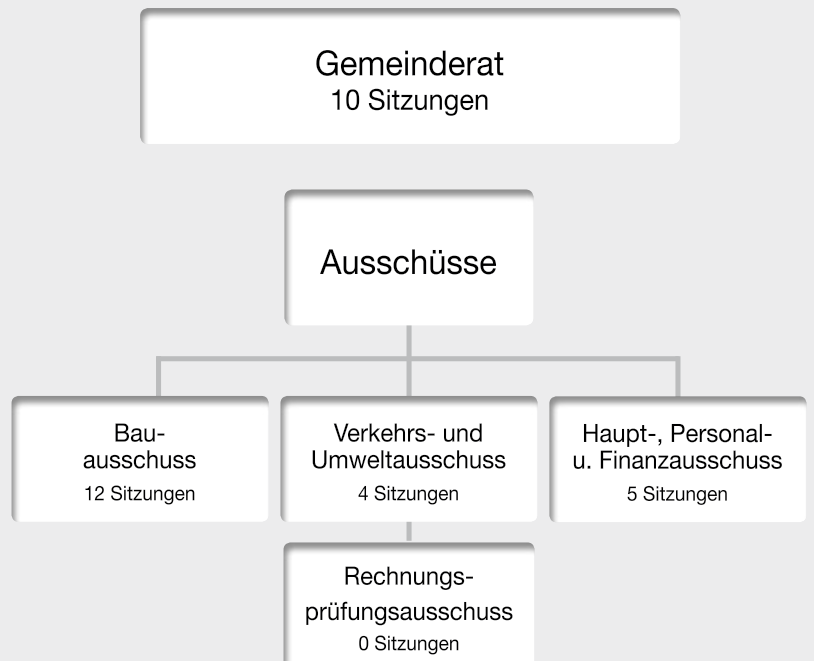 Gemeinderat
10 Sitzungen
Ausschüsse
Bau-
ausschuss
12 Sitzungen
Verkehrs- und
Umweltausschuss
4 Sitzungen
Haupt-, Personal-
u. Finanzausschuss
5 Sitzungen
Rechnungs-
prüfungsausschuss
0 Sitzungen